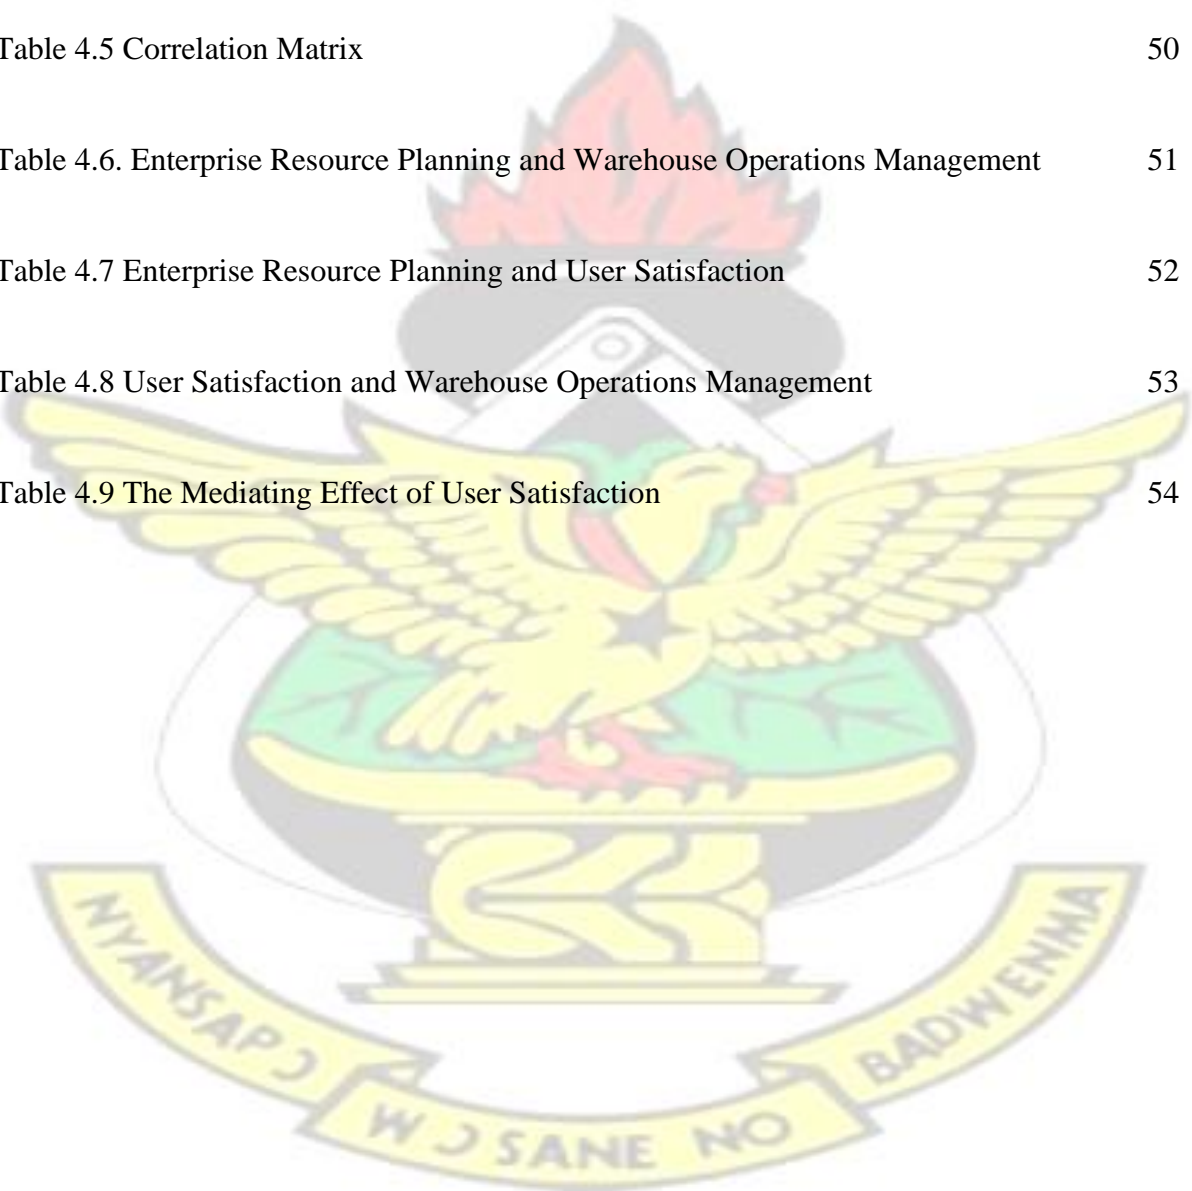 Table 4.5 Correlation Matrix 50
Table 4.6. Enterprise Resource Planning and Warehouse Operations Management 51
Table 4.7 Enterprise Resource Planning and User Satisfaction 52
Table 4.8 User Satisfaction and Warehouse Operations Management 53
Table 4.9 The Mediating Effect of User Satisfaction 54
NYANSAPƆ WƆSANE NO BADWENMA